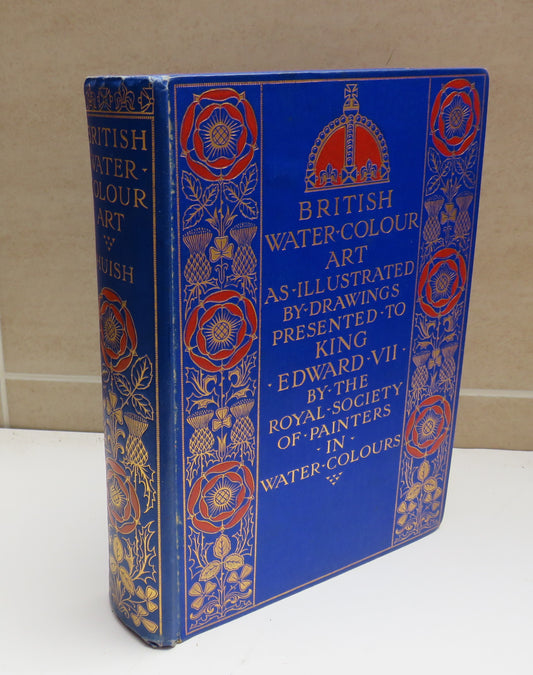 BRITISH
WATER·
COLOUR
ART
HUISH
BRITISH
WATER·COLOUR
ART
AS·ILLUSTRATED
BY·DRAWINGS
PRESENTED·TO
KING
·EDWARD·VII·
BY·THE
ROYAL·SOCIETY
OF·PAINTERS
·IN·
WATER·COLOURS